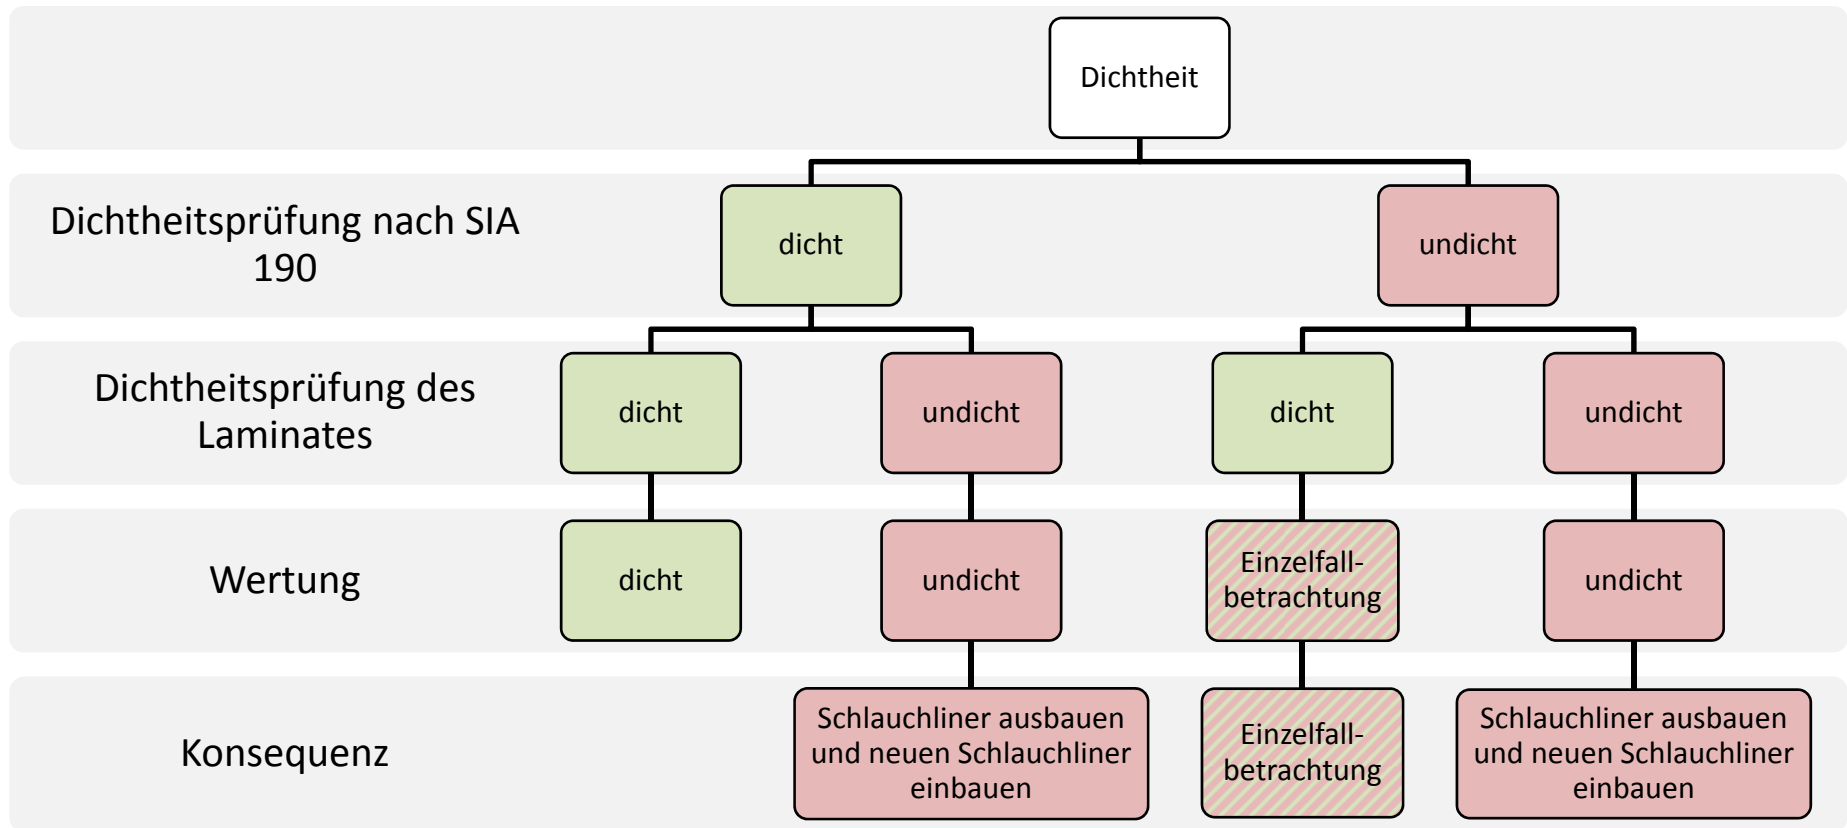 Dichtheit
Dichtheitsprüfung nach SIA
190
dicht
undicht
Dichtheitsprüfung des
Laminates
dicht
undicht
dicht
undicht
Wertung
dicht
undicht
Einzelfall-
betrachtung
undicht
Konsequenz
Schlauchliner ausbauen
und neuen Schlauchliner
einbauen
Einzelfall-
betrachtung
Schlauchliner ausbauen
und neuen Schlauchliner
einbauen